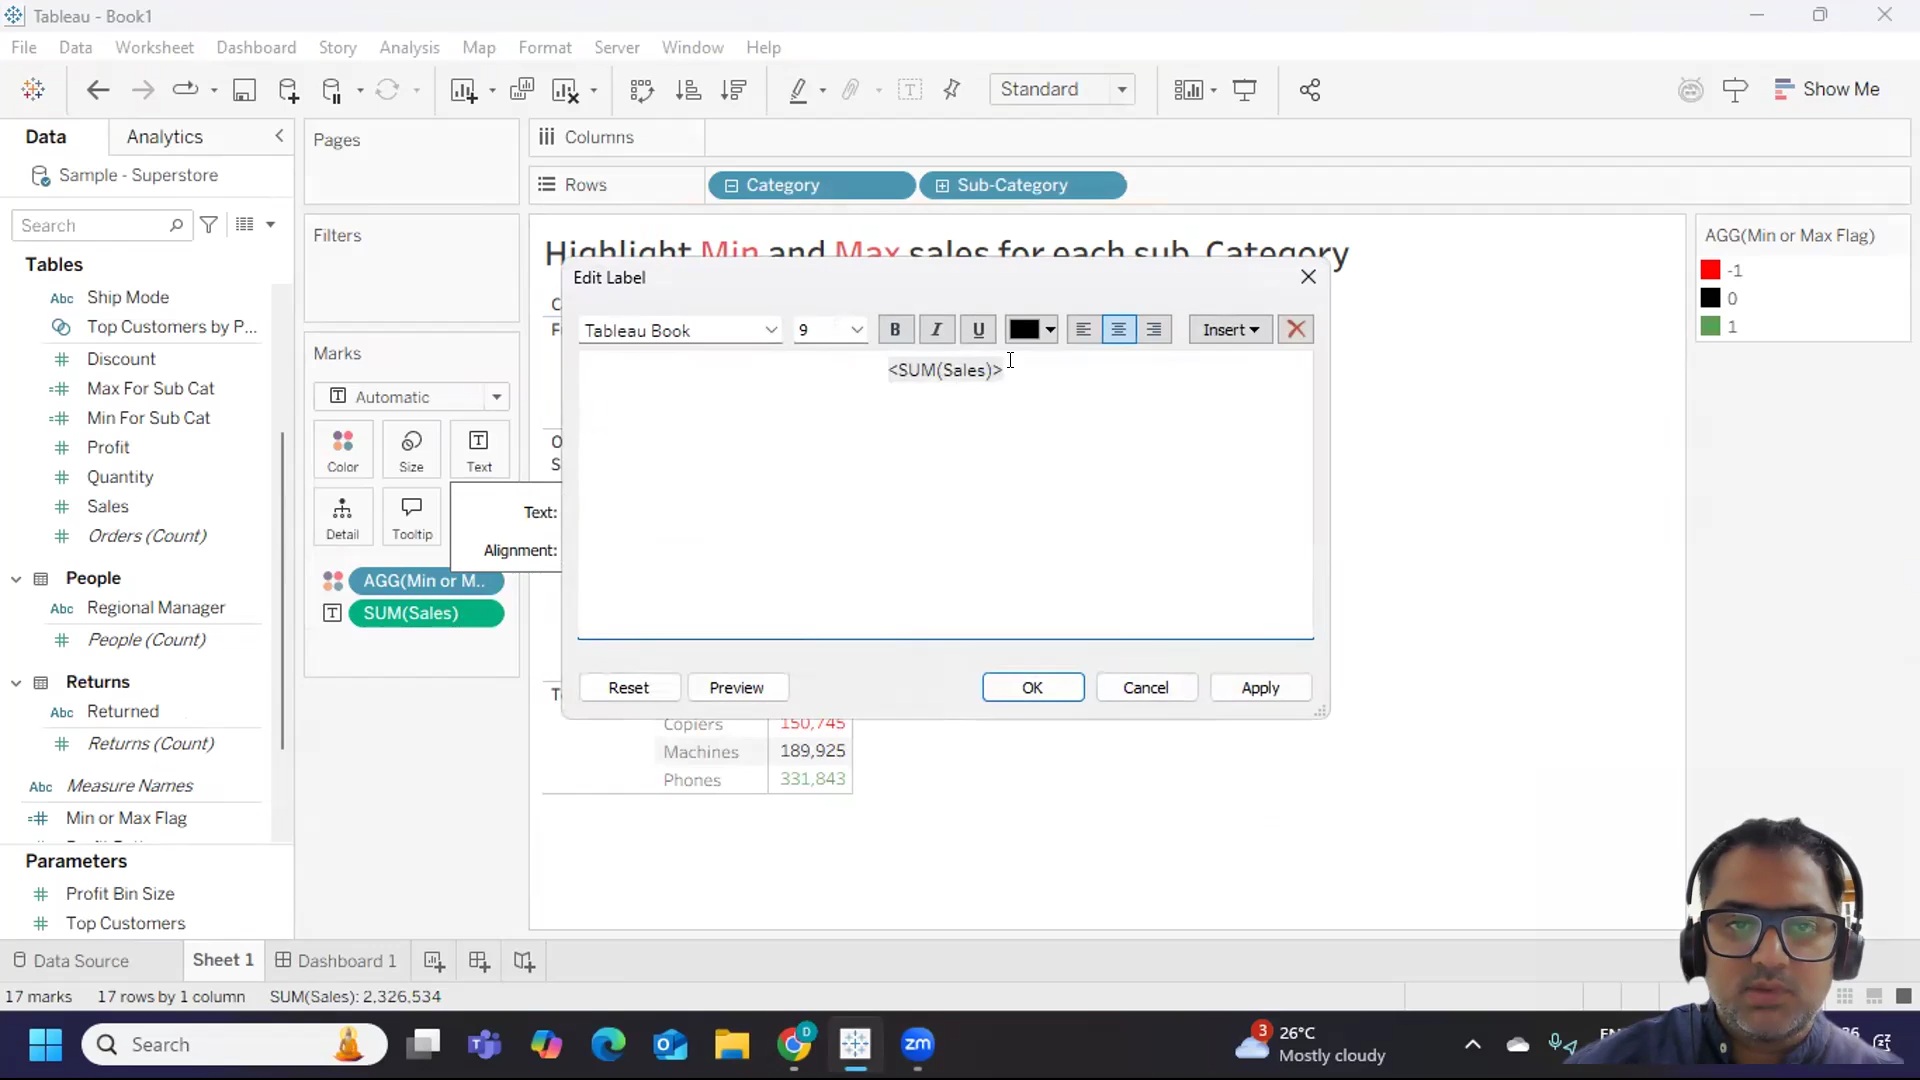 Tableau - Book1
File Data Worksheet Dashboard Story Analysis Map Format Server Window Help
Standard
Show Me
Data Analytics
Sample - Superstore
Search
Tables
Abc Ship Mode
Top Customers by P...
Discount
Max For Sub Cat
Min For Sub Cat
Profit
Quantity
Sales
Orders (Count)
People
Abc Regional Manager
People (Count)
Returns
Abc Returned
Returns (Count)
Abc Measure Names
Min or Max Flag
Parameters
Profit Bin Size
Top Customers
Pages
Filters
Marks
Automatic
Color Size Text
Detail Tooltip
Text:
Alignment:
AGG(Min or M..
SUM(Sales)
Columns
Rows Category Sub-Category
Highlight Min and Max sales for each sub Category
Edit Label
Tableau Book 9 B I U Insert
<SUM(Sales)>
Reset Preview OK Cancel Apply
Copiers 150,745
Machines 189,925
Phones 331,843
AGG(Min or Max Flag)
-1
0
1
Data Source Sheet 1 Dashboard 1
17 marks 17 rows by 1 column SUM(Sales): 2,326,534
Search
zm
3
26°C
Mostly cloudy